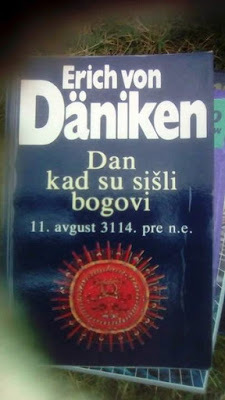 Erich von
Däniken
Dan
kad su sišli
bogovi
11. avgust 3114. pre n.e.